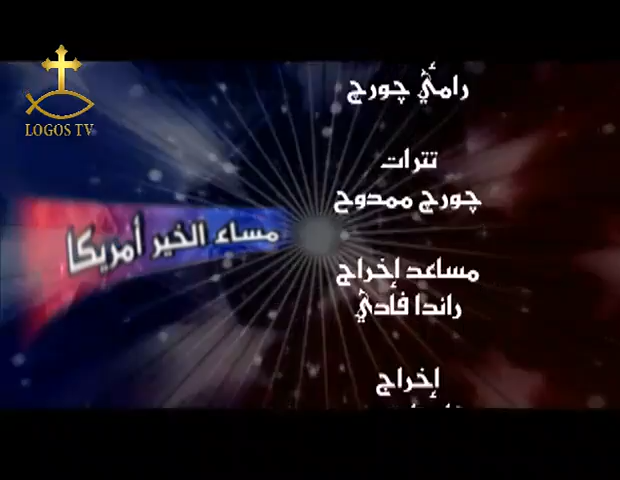 LOGOS TV
رامي چورچ
تترات
چورچ ممدوح
مساء الخير أمريكا
مساعد إخراج
راندا فادي
إخراج